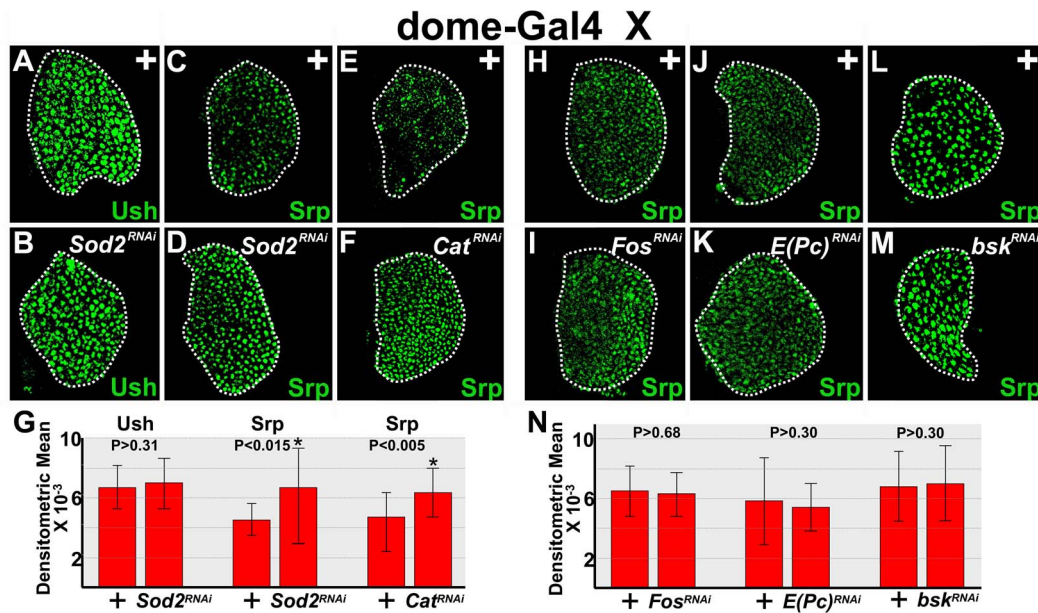 dome-Gal4 X
A + C + E + H + J + L +
Ush Srp Srp Srp Srp Srp
B Sod2RNAi D Sod2RNAi F CatRNAi I FosRNAi K E(Pc)RNAi M bskRNAi
Ush Srp Srp Srp Srp Srp
G Ush Srp Srp
P>0.31 P<0.015 * P<0.005 *
10
6
2
Densitometric Mean
X 10-3
+ Sod2RNAi + Sod2RNAi + CatRNAi
N P>0.68 P>0.30 P>0.30
10
6
2
Densitometric Mean
X 10-3
+ FosRNAi + E(Pc)RNAi + bskRNAi